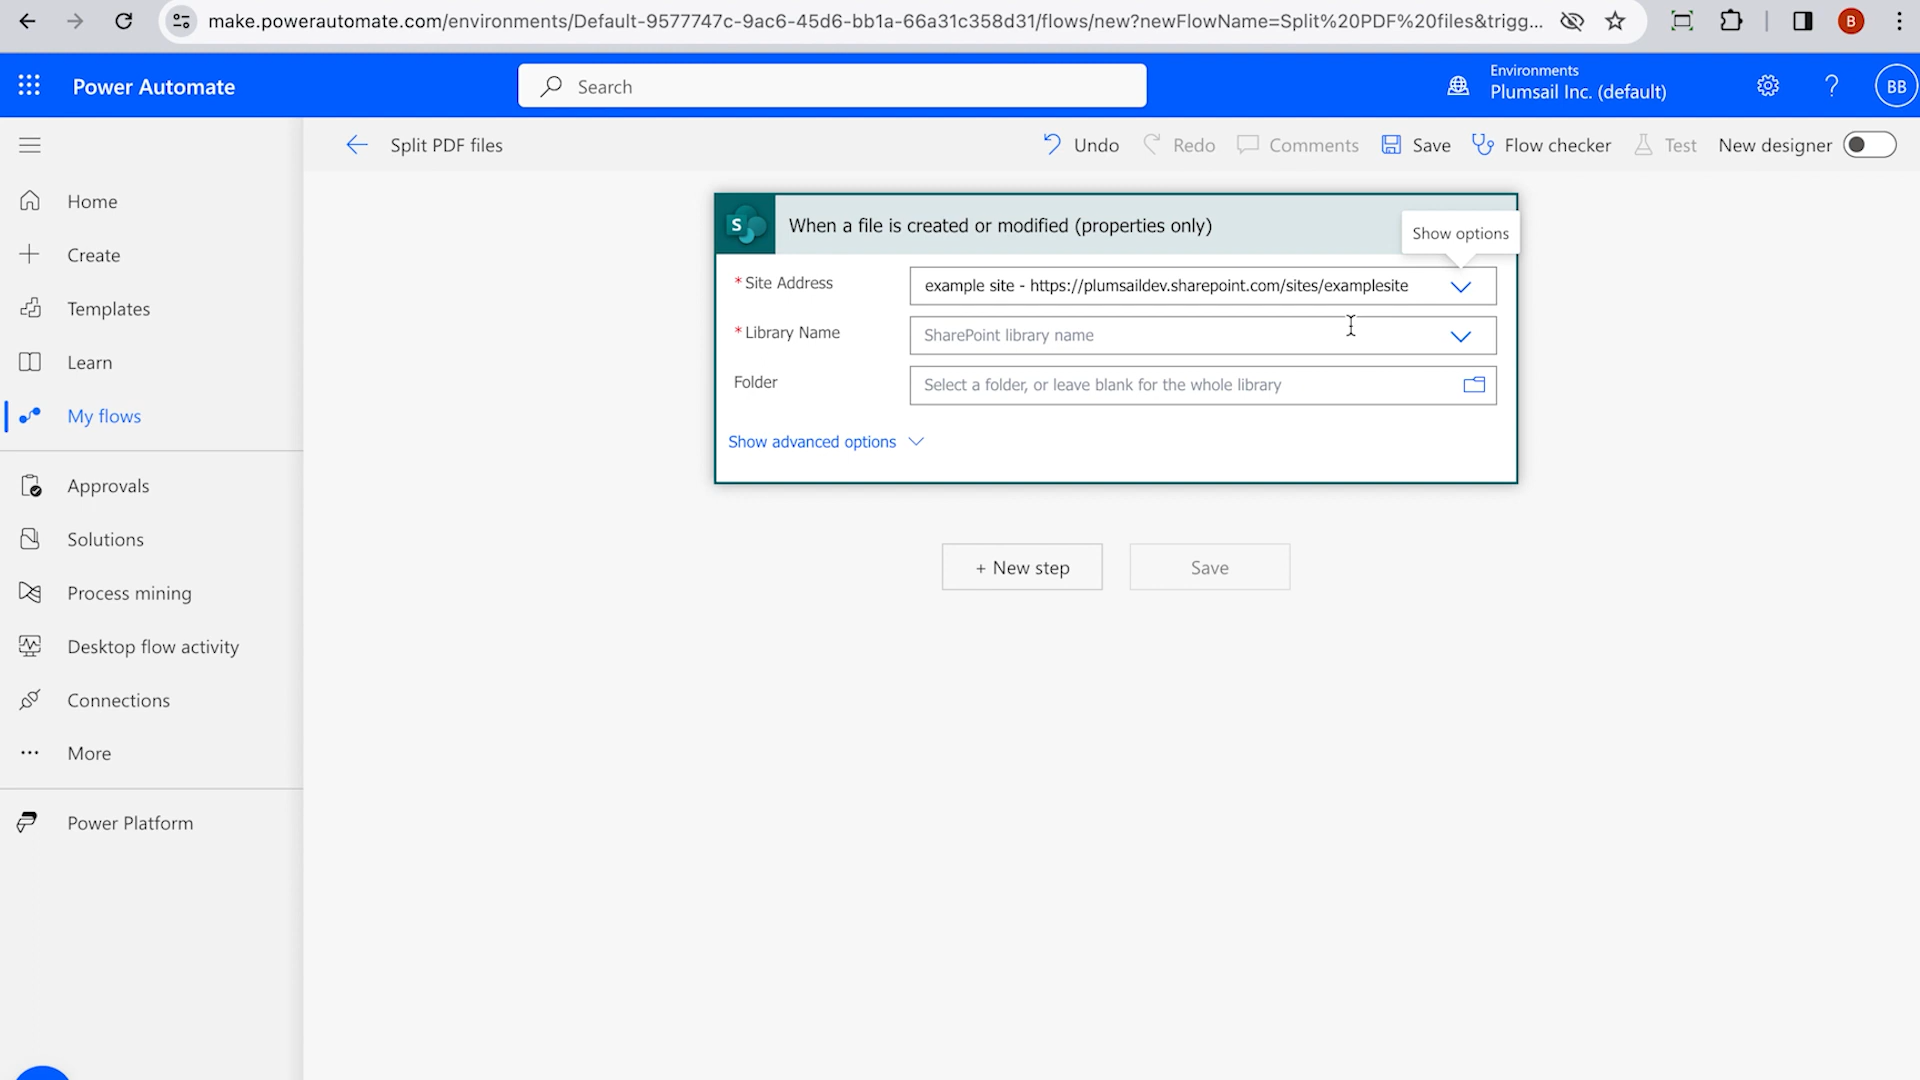 make.powerautomate.com/environments/Default-9577747c-9ac6-45d6-bb1a-66a31c358d31/flows/new?newFlowName=Split%20PDF%20files&trigg...
B
Power Automate
Search
Environments
Plumsail Inc. (default)
?
BB
Split PDF files
Undo
Redo
Comments
Save
Flow checker
Test
New designer
Home
Create
Templates
Learn
My flows
Approvals
Solutions
Process mining
Desktop flow activity
Connections
More
Power Platform
S
When a file is created or modified (properties only)
Show options
* Site Address
example site - https://plumsaildev.sharepoint.com/sites/examplesite
* Library Name
SharePoint library name
Folder
Select a folder, or leave blank for the whole library
Show advanced options
+ New step
Save